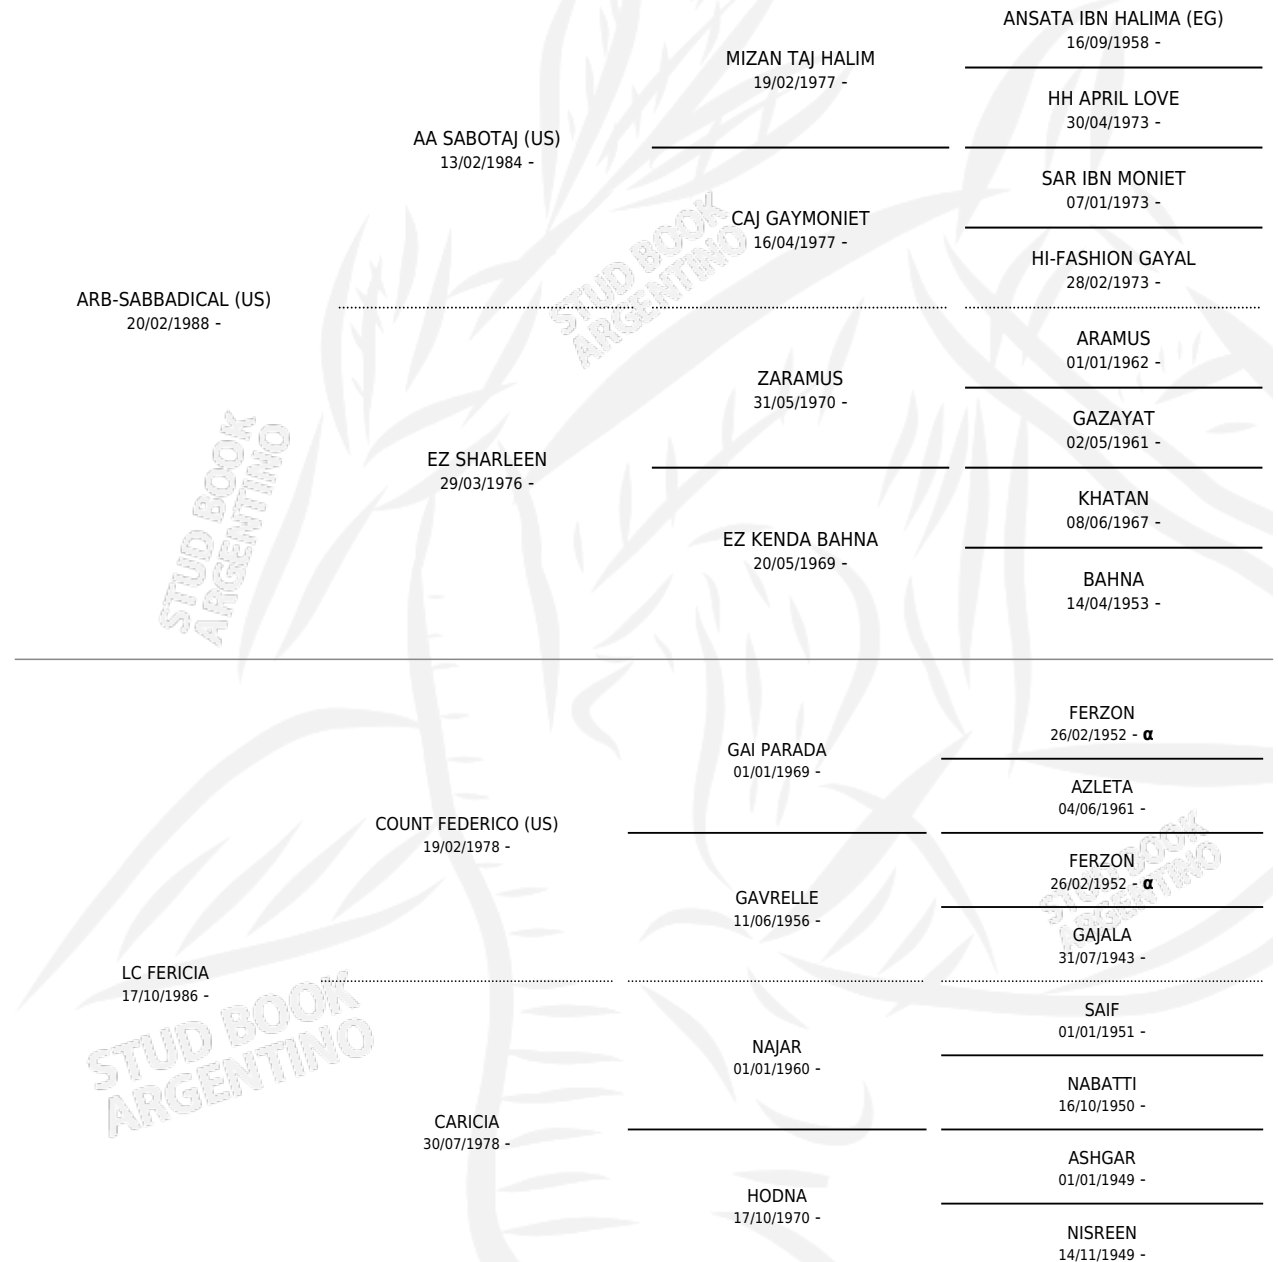 ANSATA IBN HALIMA (EG)
16/09/1958 -
MIZAN TAJ HALIM
19/02/1977 -
HH APRIL LOVE
30/04/1973 -
AA SABOTAJ (US)
13/02/1984 -
SAR IBN MONIET
07/01/1973 -
CAJ GAYMONIET
16/04/1977 -
HI-FASHION GAYAL
28/02/1973 -
ARB-SABBADICAL (US)
20/02/1988 -
ARAMUS
01/01/1962 -
ZARAMUS
31/05/1970 -
GAZAYAT
02/05/1961 -
EZ SHARLEEN
29/03/1976 -
KHATAN
08/06/1967 -
EZ KENDA BAHNA
20/05/1969 -
BAHNA
14/04/1953 -
FERZON
26/02/1952 - α
GAI PARADA
01/01/1969 -
AZLETA
04/06/1961 -
COUNT FEDERICO (US)
19/02/1978 -
FERZON
26/02/1952 - α
GAVRELLE
11/06/1956 -
GAJALA
31/07/1943 -
LC FERICIA
17/10/1986 -
SAIF
01/01/1951 -
NAJAR
01/01/1960 -
NABATTI
16/10/1950 -
CARICIA
30/07/1978 -
ASHGAR
01/01/1949 -
HODNA
17/10/1970 -
NISREEN
14/11/1949 -
STUD BOOK
ARGENTINO
STUD BOOK
ARGENTINO
STUD BOOK
ARGENTINO
STUD BOOK
ARGENTINO